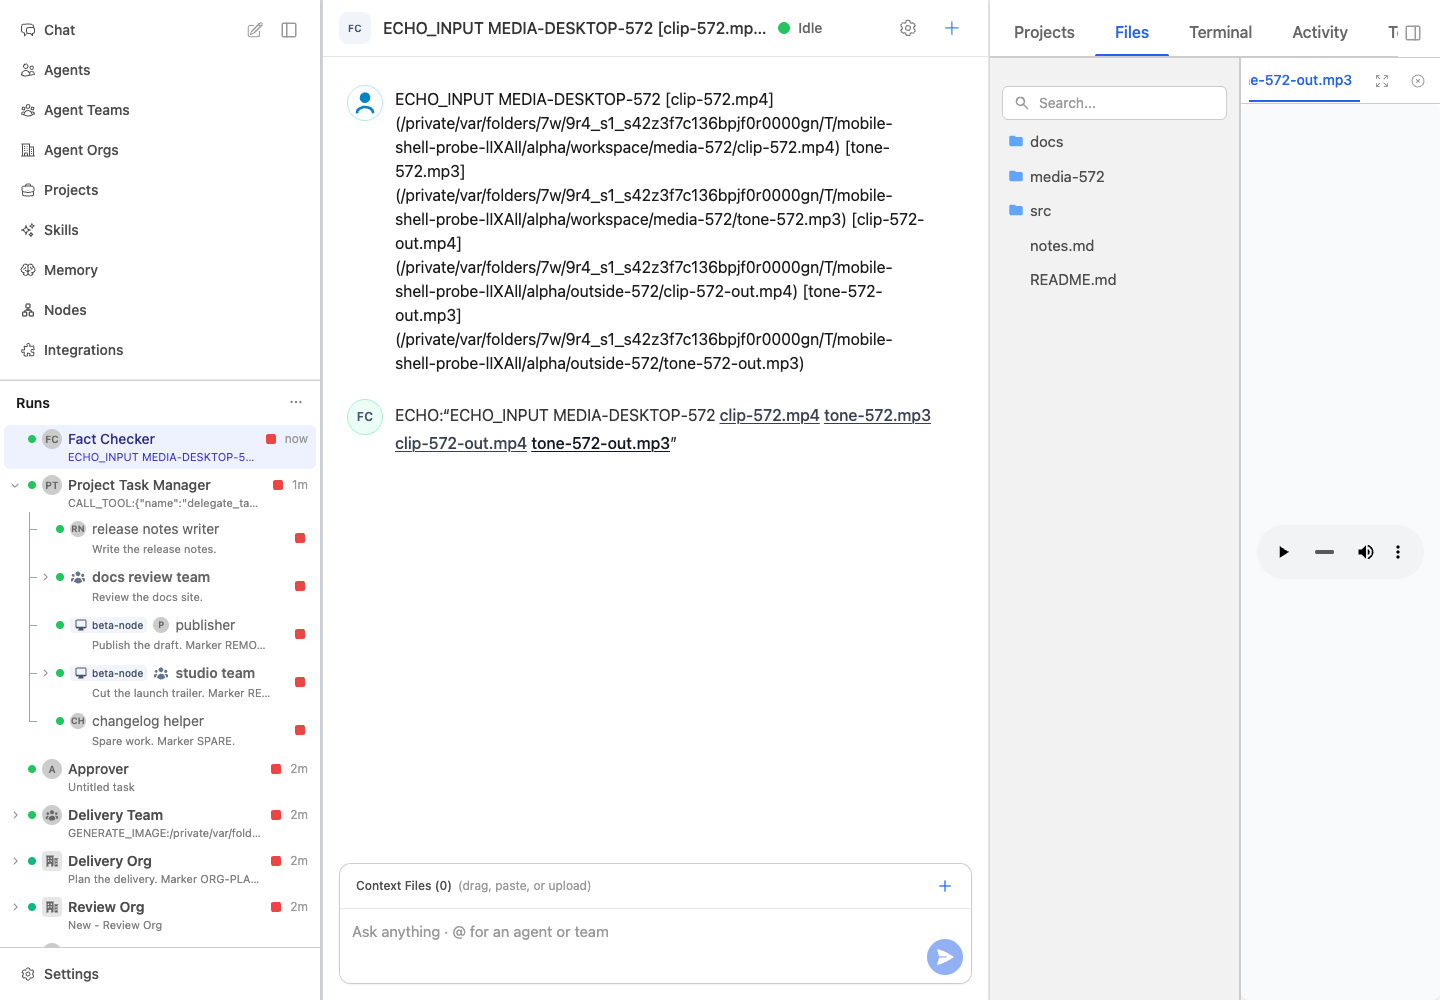 Chat
Agents
Agent Teams
Agent Orgs
Projects
Skills
Memory
Nodes
Integrations
Runs
FC Fact Checker now
ECHO_INPUT MEDIA-DESKTOP-5...
PT Project Task Manager 1m
CALL_TOOL:{"name":"delegate_ta...
RN release notes writer
Write the release notes.
docs review team
Review the docs site.
beta-node P publisher
Publish the draft. Marker REMO...
beta-node studio team
Cut the launch trailer. Marker RE...
CH changelog helper
Spare work. Marker SPARE.
A Approver 2m
Untitled task
Delivery Team 2m
GENERATE_IMAGE:/private/var/fold...
Delivery Org 2m
Plan the delivery. Marker ORG-PLA...
Review Org 2m
New - Review Org
Settings
FC ECHO_INPUT MEDIA-DESKTOP-572 [clip-572.mp... Idle
ECHO_INPUT MEDIA-DESKTOP-572 [clip-572.mp4]
(/private/var/folders/7w/9r4_s1_s42z3f7c136bpjf0r0000gn/T/mobile-
shell-probe-lIXAll/alpha/workspace/media-572/clip-572.mp4) [tone-
572.mp3]
(/private/var/folders/7w/9r4_s1_s42z3f7c136bpjf0r0000gn/T/mobile-
shell-probe-lIXAll/alpha/workspace/media-572/tone-572.mp3) [clip-572-
out.mp4]
(/private/var/folders/7w/9r4_s1_s42z3f7c136bpjf0r0000gn/T/mobile-
shell-probe-lIXAll/alpha/outside-572/clip-572-out.mp4) [tone-572-
out.mp3]
(/private/var/folders/7w/9r4_s1_s42z3f7c136bpjf0r0000gn/T/mobile-
shell-probe-lIXAll/alpha/outside-572/tone-572-out.mp3)
FC ECHO:“ECHO_INPUT MEDIA-DESKTOP-572 clip-572.mp4 tone-572.mp3
clip-572-out.mp4 tone-572-out.mp3”
Context Files (0) (drag, paste, or upload)
Ask anything · @ for an agent or team
Projects Files Terminal Activity
Search...
docs
media-572
src
notes.md
README.md
ne-572-out.mp3